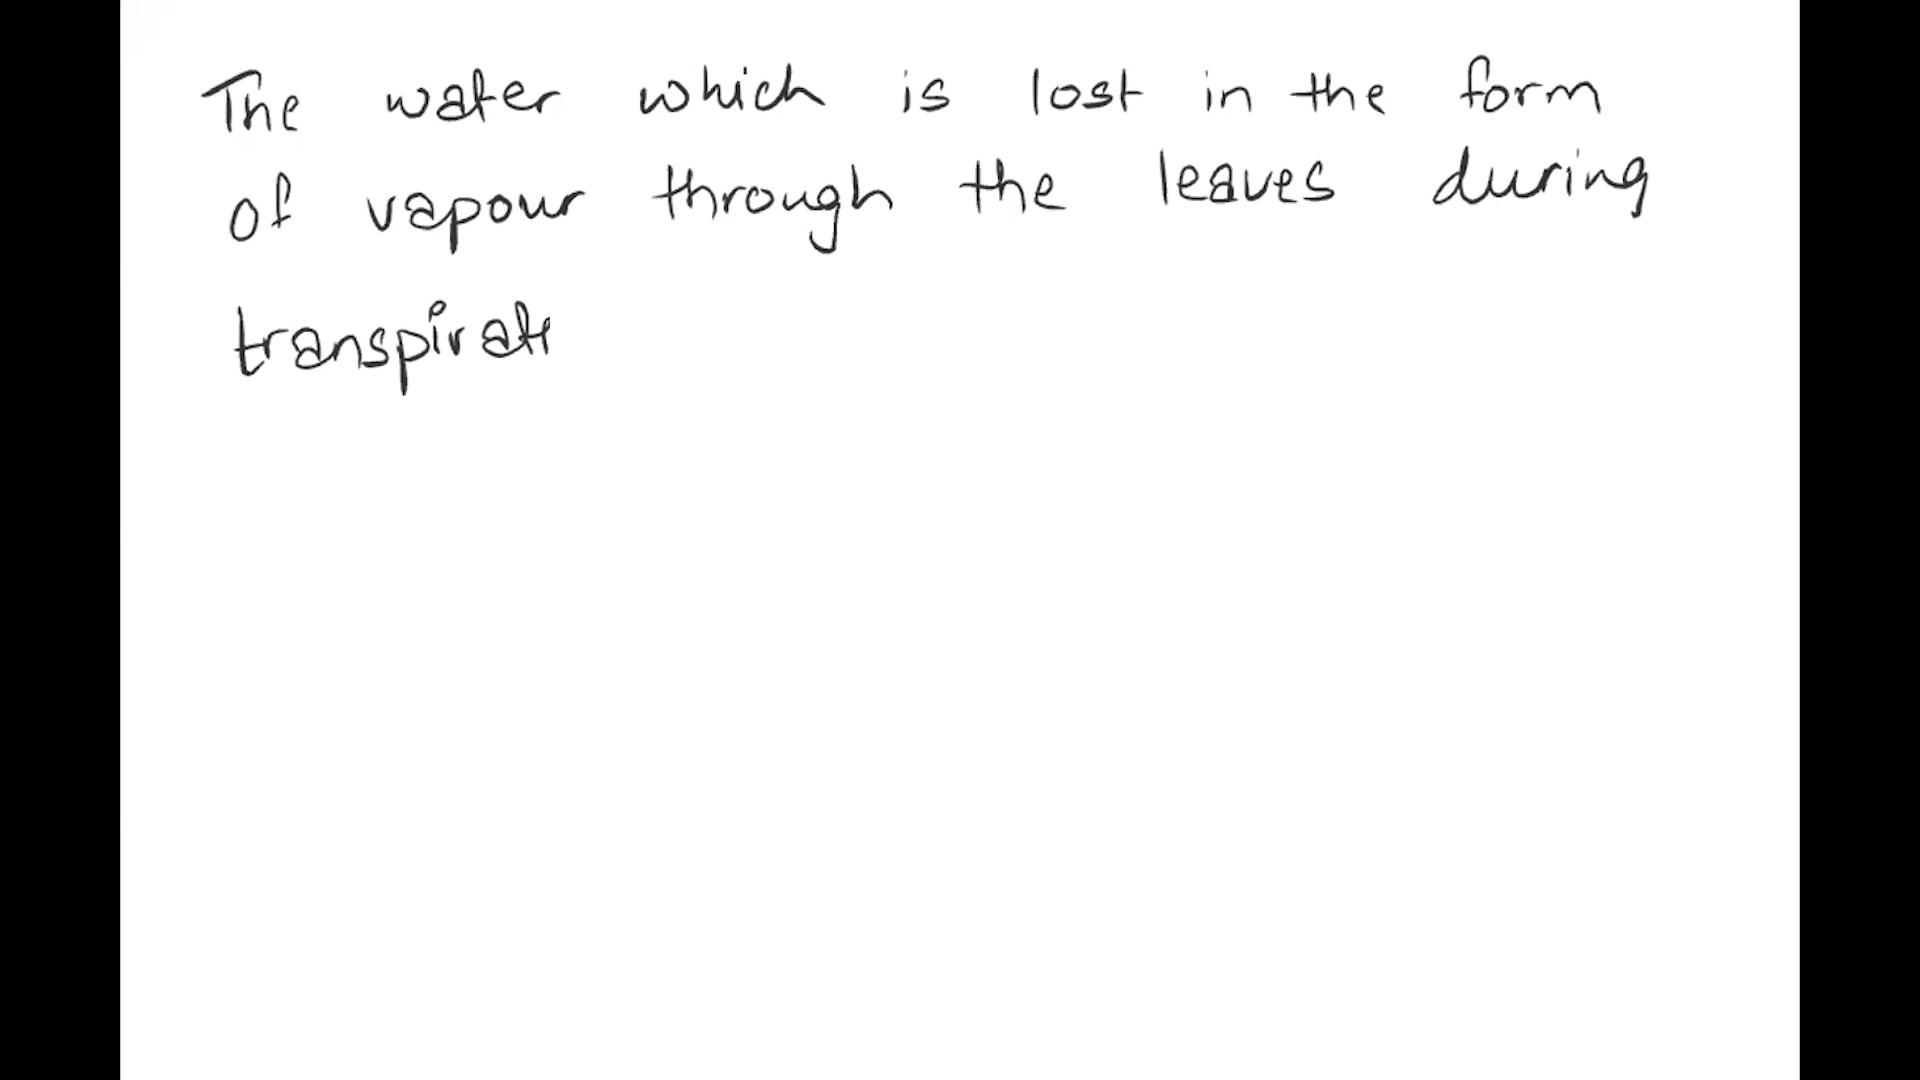 The water which is lost in the form
of vapour through the leaves during
transpirati